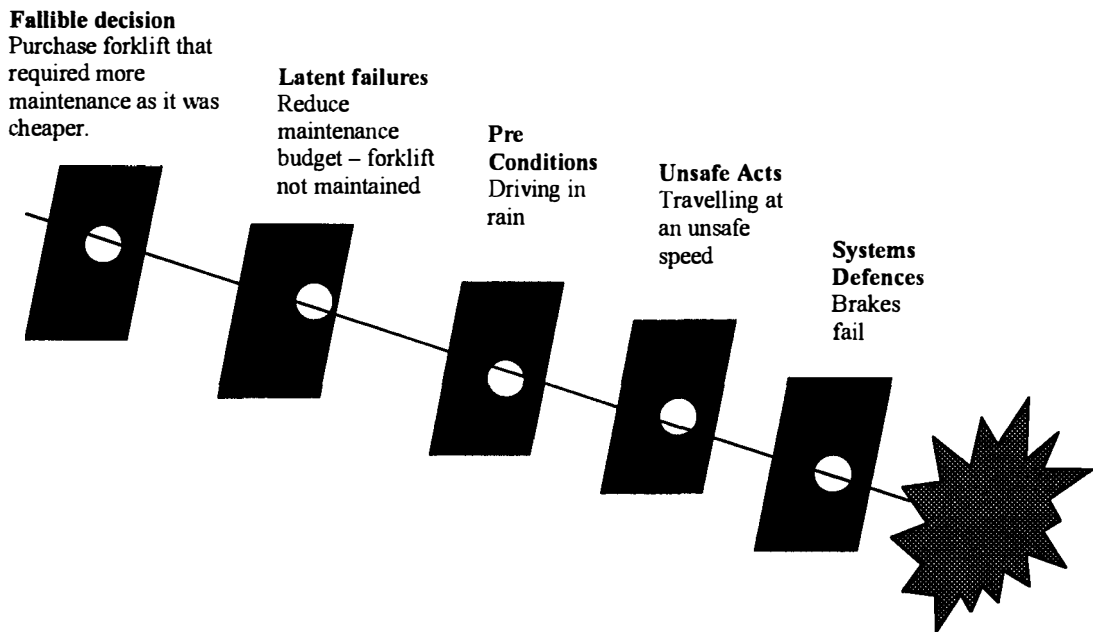 Fallible decision
Purchase forklift that
required more
maintenance as it was
cheaper.
Latent failures
Reduce
maintenance
budget – forklift
not maintained
Pre
Conditions
Driving in
rain
Unsafe Acts
Travelling at
an unsafe
speed
Systems
Defences
Brakes
fail